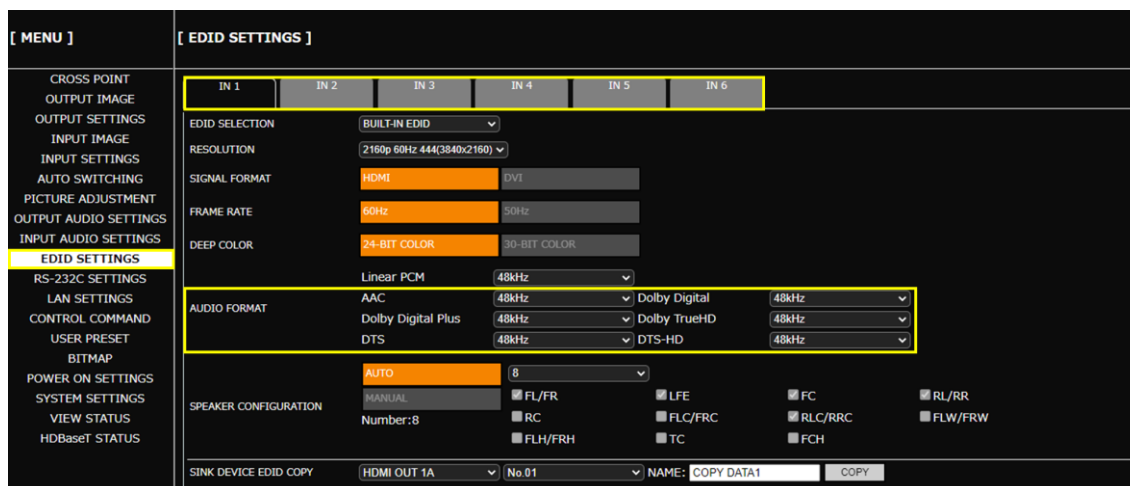 [ MENU ]
[ EDID SETTINGS ]
CROSS POINT
OUTPUT IMAGE
OUTPUT SETTINGS
INPUT IMAGE
INPUT SETTINGS
AUTO SWITCHING
PICTURE ADJUSTMENT
OUTPUT AUDIO SETTINGS
INPUT AUDIO SETTINGS
EDID SETTINGS
RS-232C SETTINGS
LAN SETTINGS
CONTROL COMMAND
USER PRESET
BITMAP
POWER ON SETTINGS
SYSTEM SETTINGS
VIEW STATUS
HDBaseT STATUS
IN 1 IN 2 IN 3 IN 4 IN 5 IN 6
EDID SELECTION BUILT-IN EDID
RESOLUTION 2160p 60Hz 444(3840x2160)
SIGNAL FORMAT HDMI DVI
FRAME RATE 60Hz 50Hz
DEEP COLOR 24-BIT COLOR 30-BIT COLOR
Linear PCM 48kHz
AUDIO FORMAT
AAC 48kHz Dolby Digital 48kHz
Dolby Digital Plus 48kHz Dolby TrueHD 48kHz
DTS 48kHz DTS-HD 48kHz
SPEAKER CONFIGURATION
AUTO 8
MANUAL FL/FR LFE FC RL/RR
Number:8 RC FLC/FRC RLC/RRC FLW/FRW
FLH/FRH TC FCH
SINK DEVICE EDID COPY HDMI OUT 1A No.01 NAME: COPY DATA1 COPY